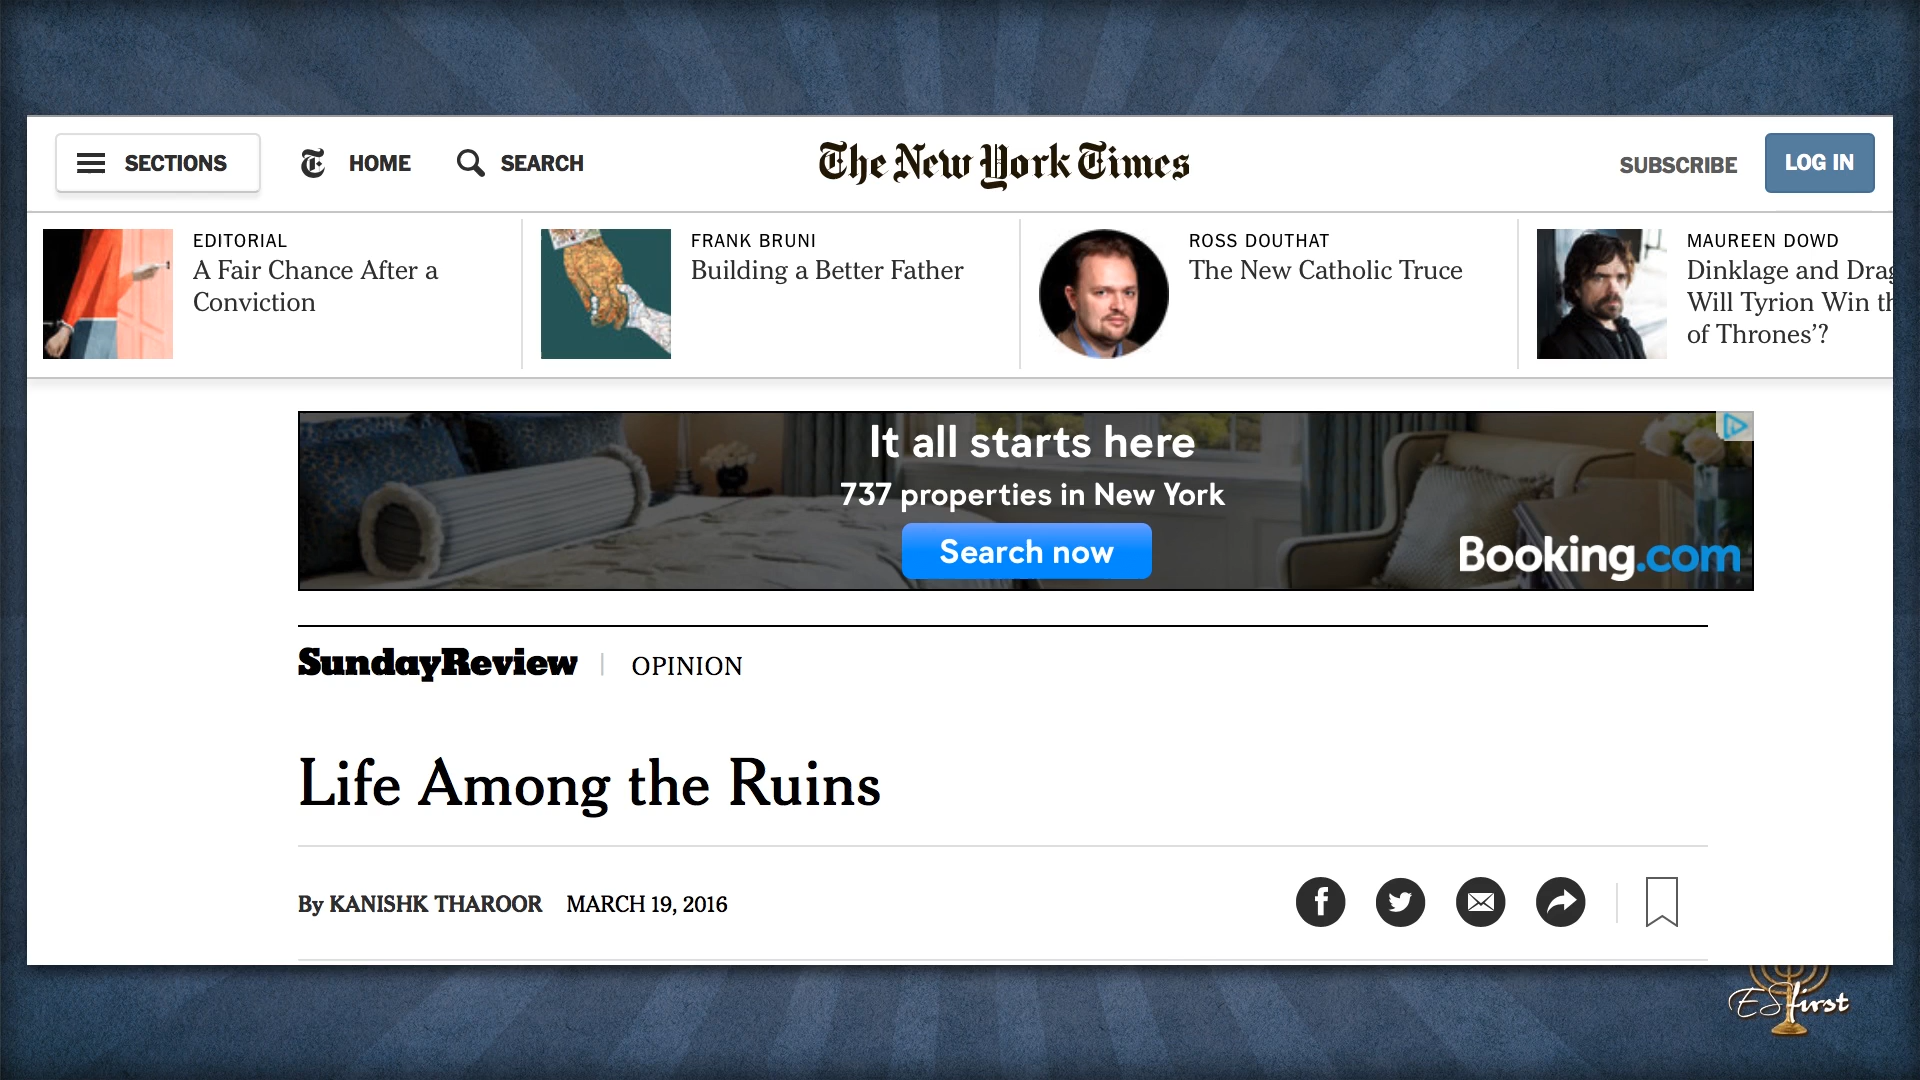 SECTIONS
HOME
SEARCH
The New York Times
SUBSCRIBE
LOG IN
EDITORIAL
A Fair Chance After a
Conviction
FRANK BRUNI
Building a Better Father
ROSS DOUTHAT
The New Catholic Truce
MAUREEN DOWD
Dinklage and Drag
Will Tyrion Win th
of Thrones’?
It all starts here
737 properties in New York
Search now
Booking.com
SundayReview | OPINION
Life Among the Ruins
By KANISHK THAROOR MARCH 19, 2016
ESfirst